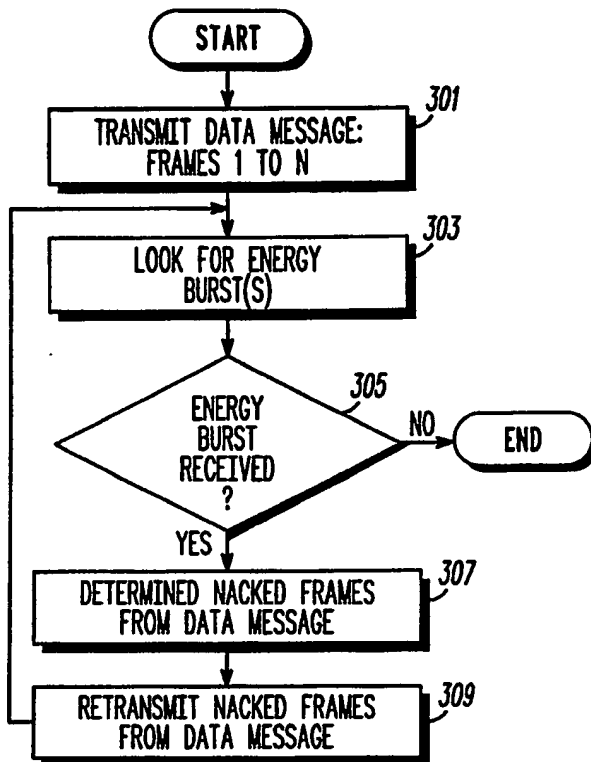 START
301
TRANSMIT DATA MESSAGE:
FRAMES 1 TO N
303
LOOK FOR ENERGY
BURST(S)
305
ENERGY
BURST
RECEIVED
?
NO
END
YES
307
DETERMINED NACKED FRAMES
FROM DATA MESSAGE
309
RETRANSMIT NACKED FRAMES
FROM DATA MESSAGE